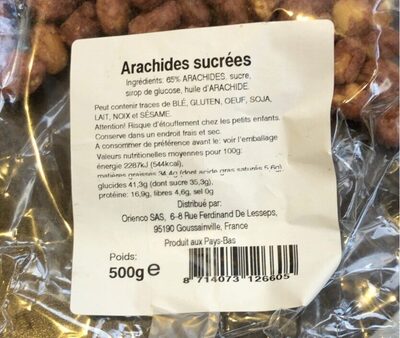 Arachides sucrées
Ingrédients: 65% ARACHIDES, sucre,
sirop de glucose, huile d'ARACHIDE.
Peut contenir traces de BLÉ, GLUTEN, OEUF, SOJA,
LAIT, NOIX et SÉSAME.
Attention! Risque d'étouffement chez les petits enfants.
Conserve dans un endroit frais et sec.
A consommer de préférence avant le: voir l'emballage
Valeurs nutritionelles moyennes pour 100g:
énergie 2267kJ (544kcal),
matières graisses 34,4g (dont acide gras saturés 5,6g)
glucides 41,3g (dont sucre 35,3g),
protéine: 16,9g, fibres 4,6g, sel 0g
Distribué par:
Orienco SAS, 6-8 Rue Ferdinand De Lesseps,
95190 Goussainville, France
Produit aux Pays-Bas
Poids:
500g e
8 714073 126605